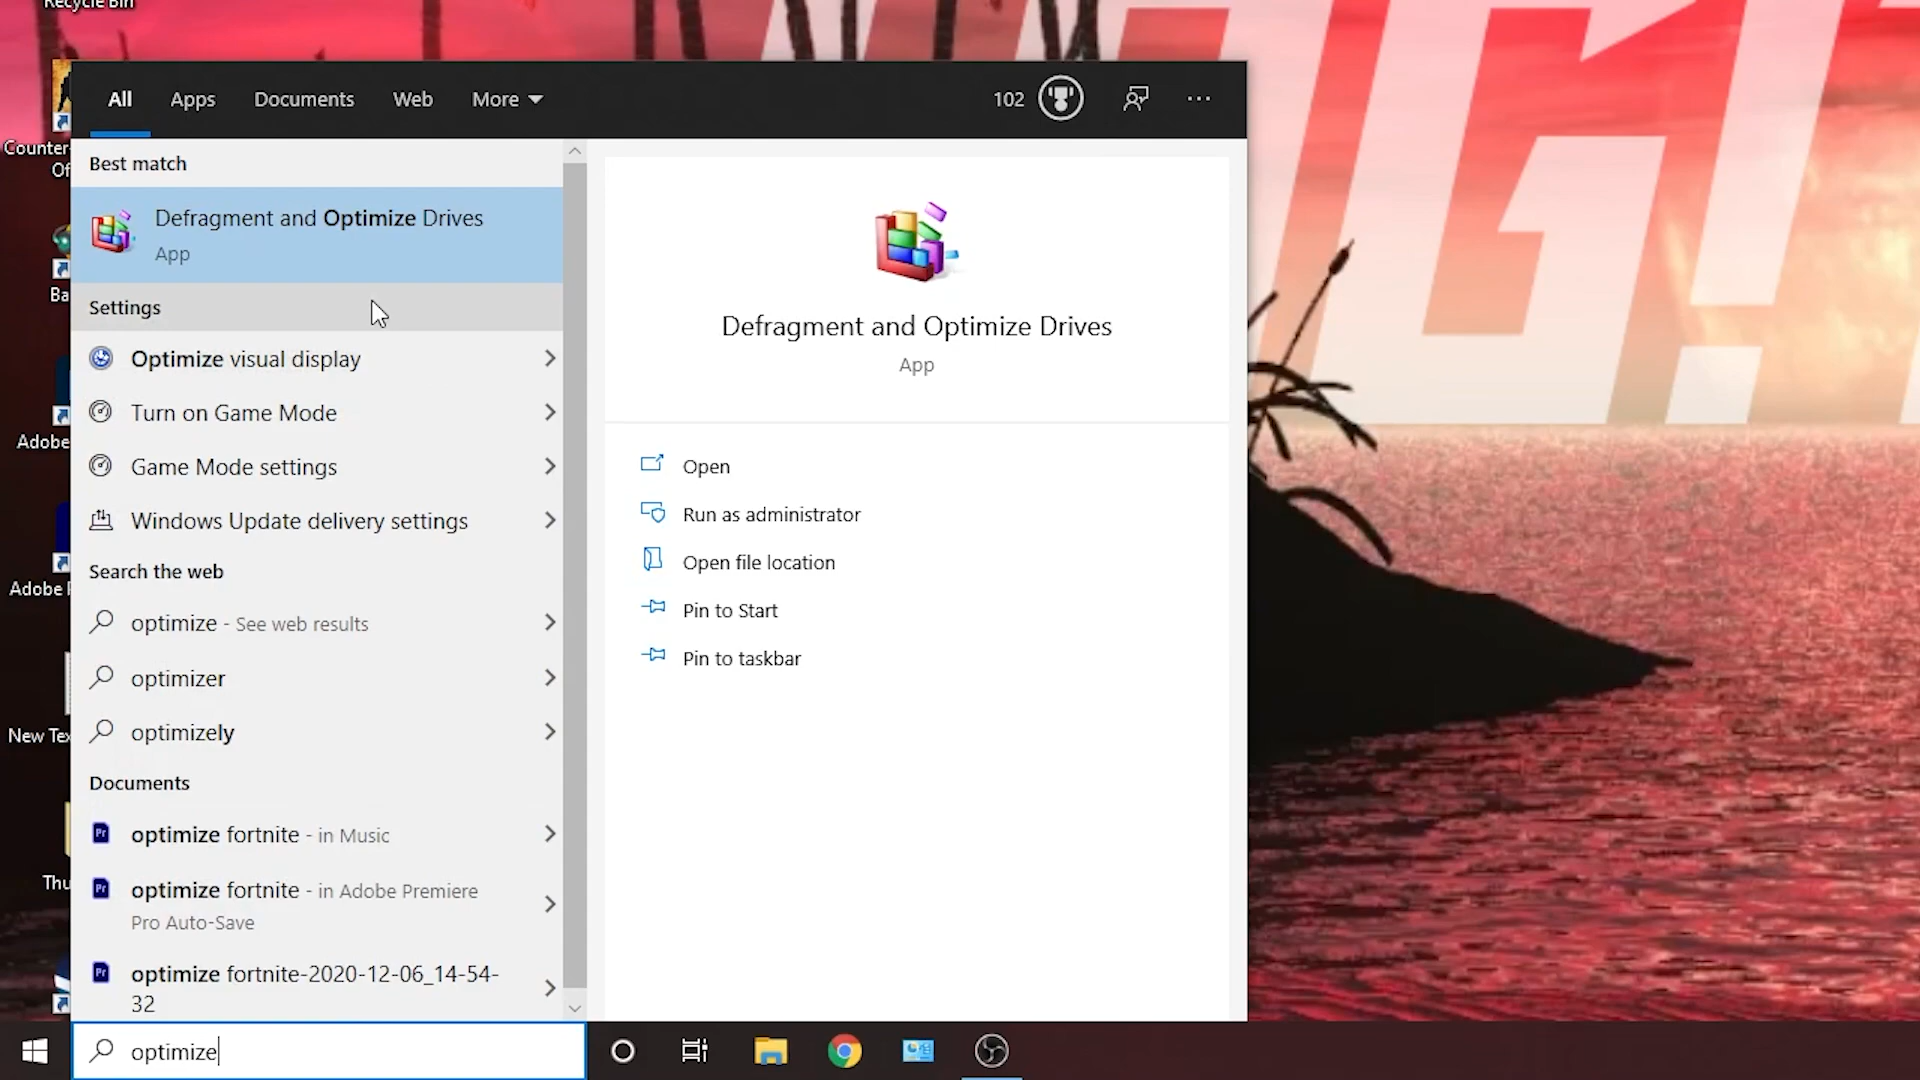 Recycle Bin
All
Apps
Documents
Web
More
102
Best match
Defragment and Optimize Drives
App
Settings
Optimize visual display
Turn on Game Mode
Game Mode settings
Windows Update delivery settings
Search the web
optimize - See web results
optimizer
optimizely
Documents
optimize fortnite - in Music
optimize fortnite - in Adobe Premiere
Pro Auto-Save
optimize fortnite-2020-12-06_14-54-
32
Defragment and Optimize Drives
App
Open
Run as administrator
Open file location
Pin to Start
Pin to taskbar
Counter-
Of
Ba
Adobe
Adobe P
New Tex
Thu
Pr
Pr
Pr
optimize